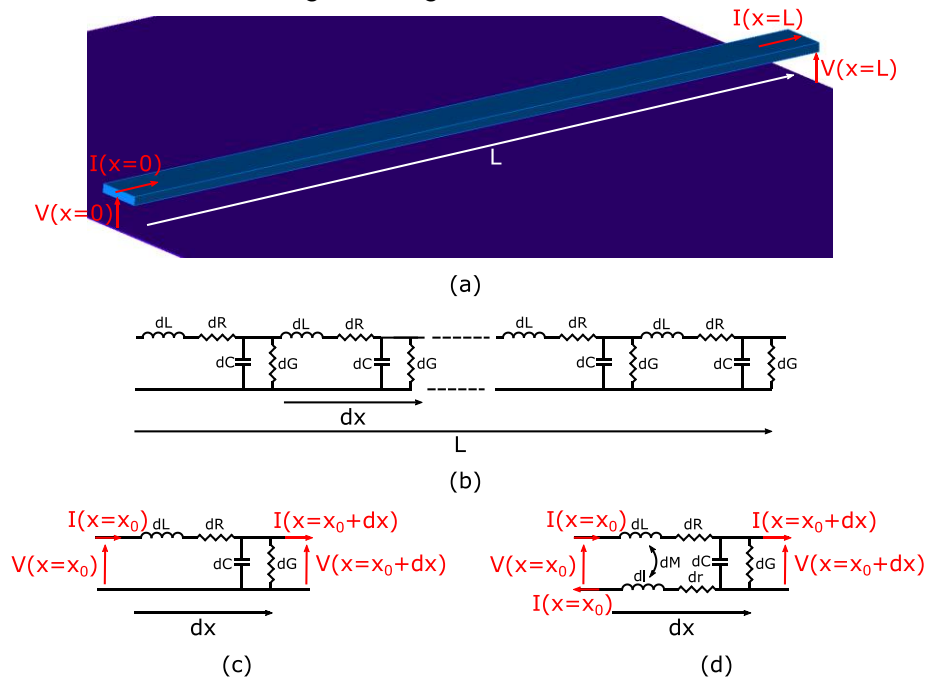 I(x=L)
V(x=L)
L
I(x=0)
V(x=0)
(a)
dL dR dL dR dL dR dL dR
dC dG dC dG dC dG dC dG
dx
L
(b)
I(x=x₀) dL dR I(x=x₀+dx) I(x=x₀) dL dR I(x=x₀+dx)
V(x=x₀) dC dG V(x=x₀+dx) V(x=x₀) dM dC dG V(x=x₀+dx)
dl dr
I(x=x₀)
dx dx
(c) (d)